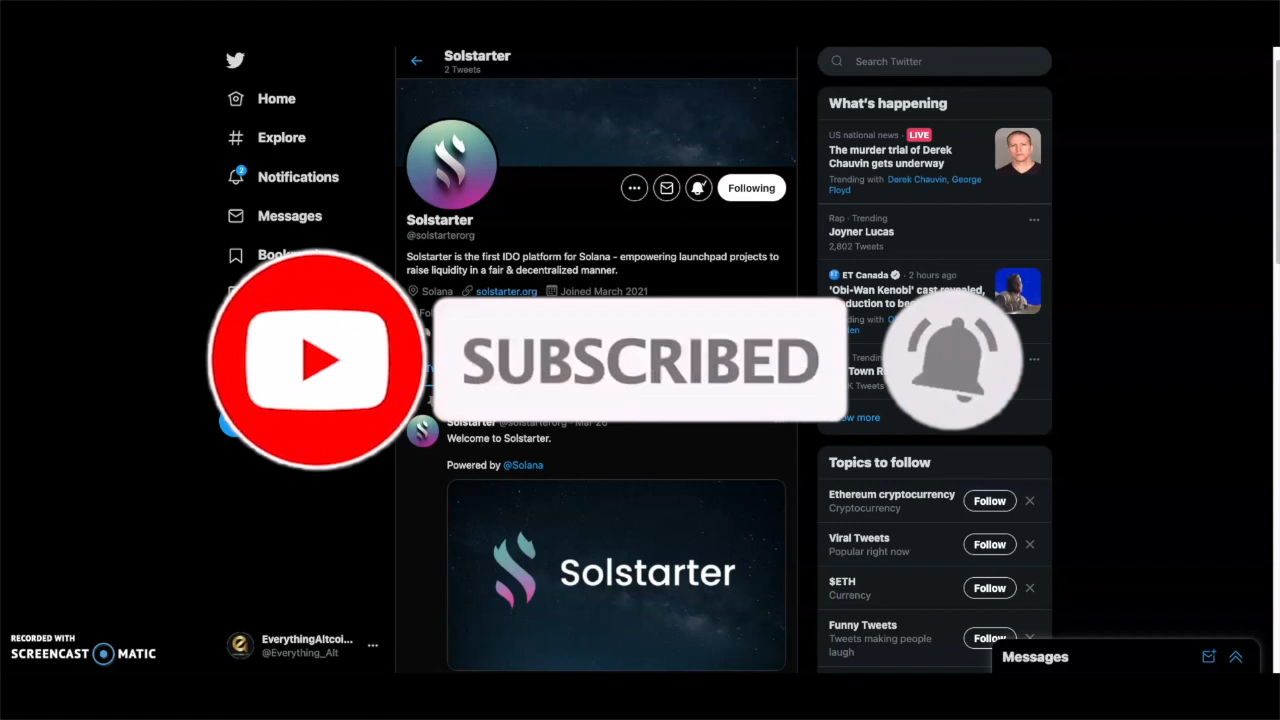 Home
Explore
2
Notifications
Messages
Solstarter
2 Tweets
Following
Solstarter
@solstarterorg
Solstarter is the first IDO platform for Solana - empowering launchpad projects to
raise liquidity in a fair & decentralized manner.
Solana solstarter.org Joined March 2021
SUBSCRIBED
Solstarter @solstarterorg
Welcome to Solstarter.
Powered by @Solana
Solstarter
Search Twitter
What's happening
US national news · LIVE
The murder trial of Derek
Chauvin gets underway
Trending with Derek Chauvin, George
Floyd
Rap · Trending
Joyner Lucas
2,802 Tweets
ET Canada · 2 hours ago
'Obi-Wan Kenobi' cast revealed,
Topics to follow
Ethereum cryptocurrency
Cryptocurrency
Follow
Viral Tweets
Popular right now
Follow
$ETH
Currency
Follow
Funny Tweets
Tweets making people
laugh
Follow
Messages
EverythingAltcoi...
@Everything_Alt
RECORDED WITH
SCREENCAST MATIC